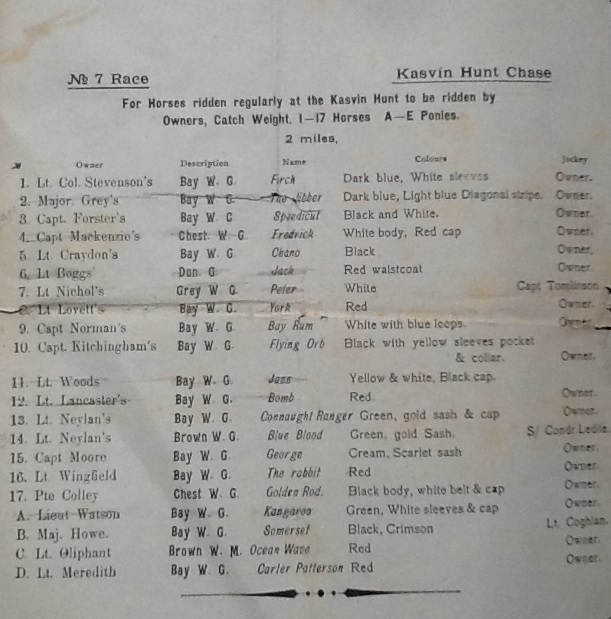 № 7 Race Kasvin Hunt Chase
For Horses ridden regularly at the Kasvin Hunt to be ridden by
Owners, Catch Weight. 1—17 Horses A—E Ponies.
2 miles,
Owner Description Name Colours Jockey
1. Lt. Col. Stevenson's Bay W. G. Firch Dark blue, White sleeves Owner.
2. Major. Grey's Bay W. G. The Jibber Dark blue, Light blue Diagonal stripe. Owner.
3. Capt. Forster's Bay W. C Speedicut Black and White. Owner.
4. Capt Mackenzie's Chest. W G. Fredrick White body, Red cap Owner.
5. Lt. Craydon's Bay W. G. Chano Black Owner.
6. Lt Boggs' Dun. G. Jack Red waistcoat Owner.
7. Lt Nichol's Grey W. G. Peter White Capt Tomlinson
8. Lt Lovett's Bay W. G. York Red Owner.
9. Capt Norman's Bay W. G. Bay Rum White with blue loops. Owner.
10. Capt. Kitchingham's Bay W. G. Flying Orb Black with yellow sleeves pocket
& collar. Owner.
11. Lt. Woods Bay W. G. Jazz Yellow & white, Black cap.
12. Lt. Lancaster's Bay W. G. Bomb Red Owner.
13. Lt. Neylan's Bay W. G. Connaught Ranger Green, gold sash & cap Owner.
14. Lt. Neylan's Brown W. G. Blue Blood Green, gold Sash. S/ Condr Leslie.
15. Capt Moore Bay W. G. George Cream, Scarlet sash Owner.
16. Lt. Wingfield Bay W. G. The rabbit Red Owner.
17. Pte Colley Chest W. G. Golden Rod. Black body, white belt & cap Owner.
A. Lieut Watson Bay W. G. Kangaroo Green, White sleeves & cap Owner.
B. Maj. Howe. Bay W. G. Somerset Black, Crimson Lt. Coghlan.
C. Lt. Oliphant Brown W. M. Ocean Wave Red Owner.
D. Lt. Meredith Bay W. G. Carter Patterson Red Owner.